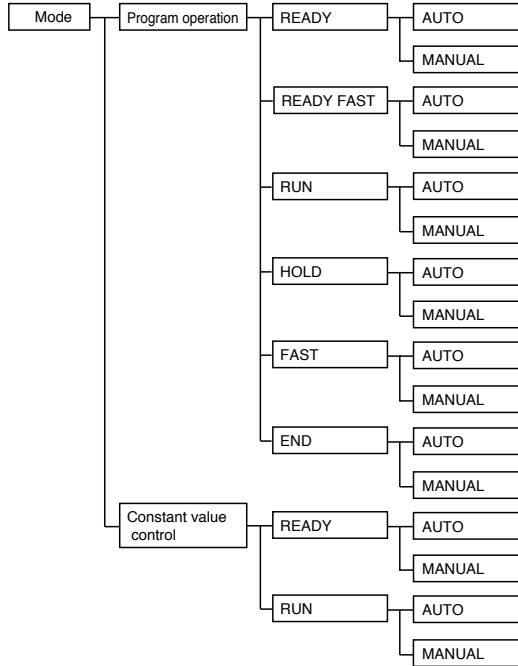 Mode
Program operation
READY
AUTO
MANUAL
READY FAST
AUTO
MANUAL
RUN
AUTO
MANUAL
HOLD
AUTO
MANUAL
FAST
AUTO
MANUAL
END
AUTO
MANUAL
Constant value
control
READY
AUTO
MANUAL
RUN
AUTO
MANUAL